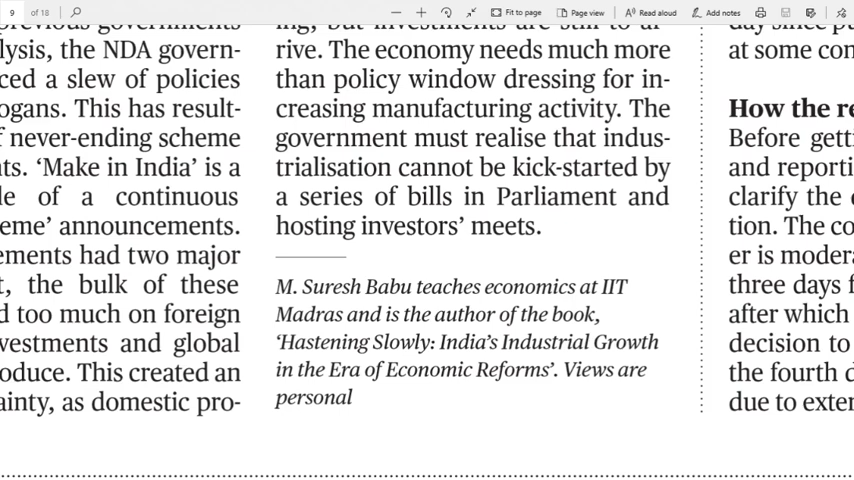 9 of 18
Fit to page
Page view
Read aloud
Add notes
lysis, the NDA govern-
ced a slew of policies
ogans. This has result-
f never-ending scheme
ts. ‘Make in India’ is a
le of a continuous
eme’ announcements.
ements had two major
t, the bulk of these
d too much on foreign
vestments and global
oduce. This created an
ainty, as domestic pro-
rive. The economy needs much more
than policy window dressing for in-
creasing manufacturing activity. The
government must realise that indus-
trialisation cannot be kick-started by
a series of bills in Parliament and
hosting investors’ meets.
M. Suresh Babu teaches economics at IIT
Madras and is the author of the book,
‘Hastening Slowly: India’s Industrial Growth
in the Era of Economic Reforms’. Views are
personal
at some con
How the re
Before getti
and reporti
clarify the
tion. The co
er is modera
three days f
after which
decision to
the fourth d
due to exten